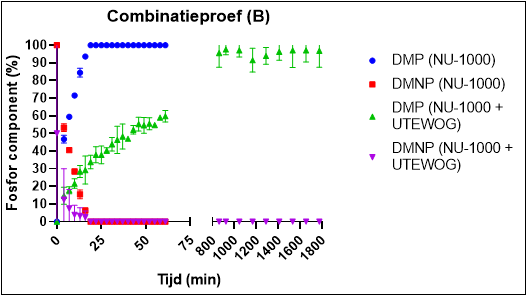 Combinatieproef (B)
Fosfor component (%)
100
90
80
70
60
50
40
30
20
10
0
0
25
50
75
800
1000
1200
1400
1600
1800
Tijd (min)
DMP (NU-1000)
DMNP (NU-1000)
DMP (NU-1000 +
UTEWOG)
DMNP (NU-1000 +
UTEWOG)